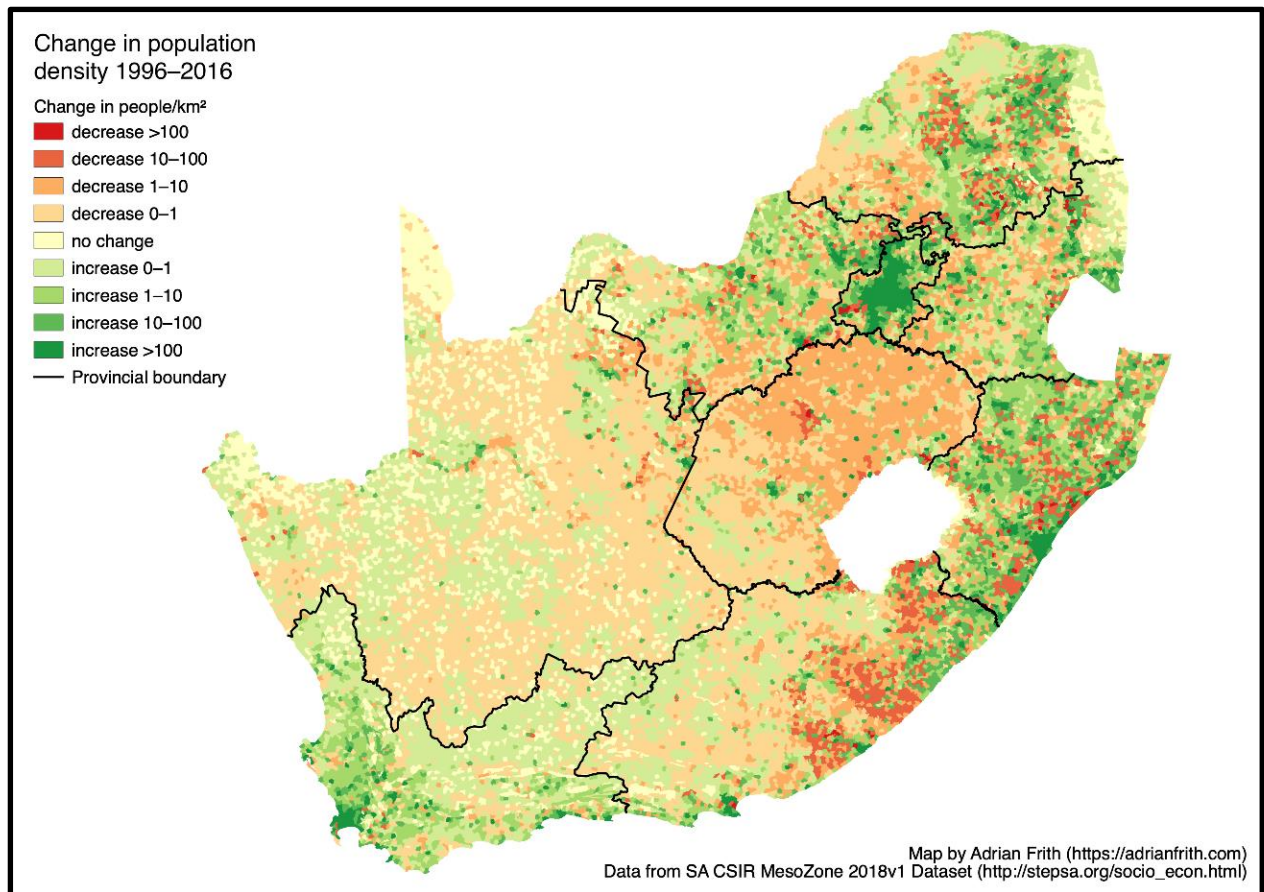 Change in population
density 1996–2016
Change in people/km²
decrease >100
decrease 10–100
decrease 1–10
decrease 0–1
no change
increase 0–1
increase 1–10
increase 10–100
increase >100
Provincial boundary
Map by Adrian Frith (https://adrianfrith.com)
Data from SA CSIR MesoZone 2018v1 Dataset (http://stepsa.org/socio_econ.html)